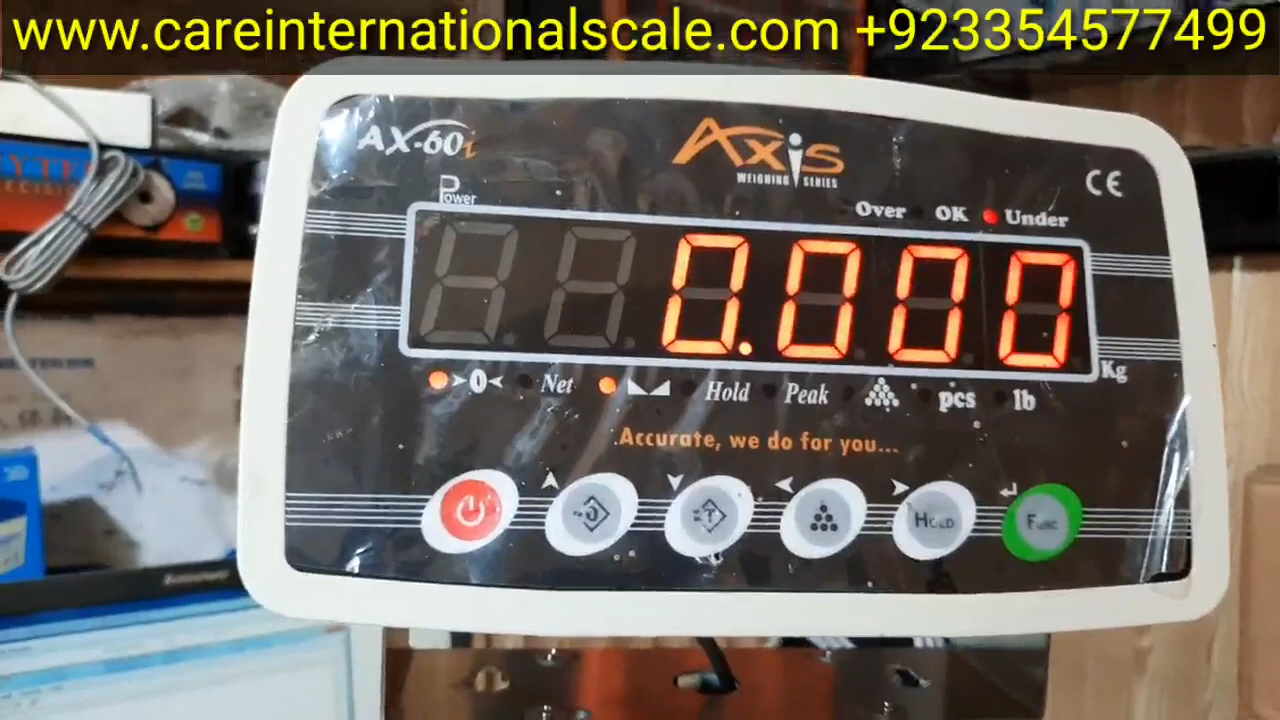 www.careinternationalscale.com +923354577499
AX-60i
AXiS
WEIGHING SERIES
CE
Power
Over OK Under
0.000
Kg
>0< Net Hold Peak pcs lb
Accurate, we do for you...
HOLD
Func